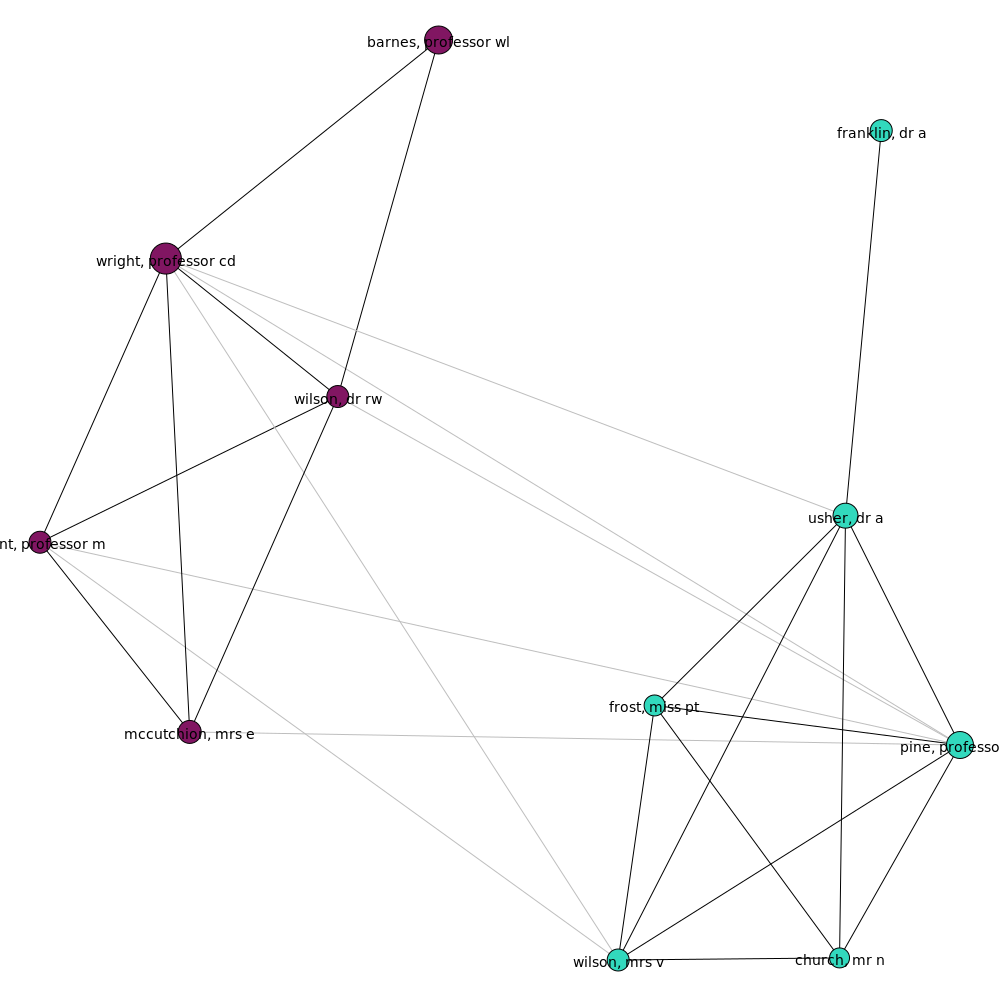 barnes, professor wl
franklin, dr a
wright, professor cd
wilson, dr rw
usher, dr a
nt, professor m
frost, miss pt
mccutchion, mrs e
pine, professo
wilson, mrs v
church, mr n